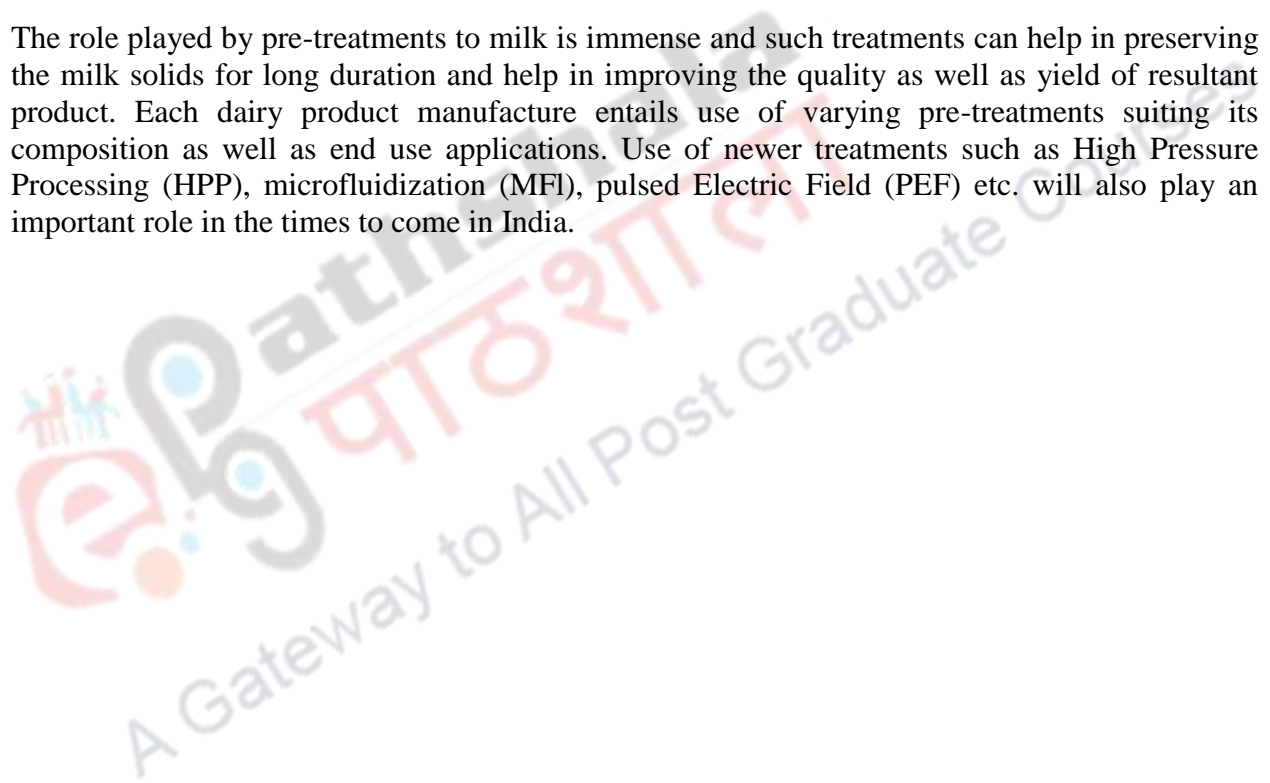 The role played by pre-treatments to milk is immense and such treatments can help in preserving
the milk solids for long duration and help in improving the quality as well as yield of resultant
product. Each dairy product manufacture entails use of varying pre-treatments suiting its
composition as well as end use applications. Use of newer treatments such as High Pressure
Processing (HPP), microfluidization (MFl), pulsed Electric Field (PEF) etc. will also play an
important role in the times to come in India.
ePG Pathshala
पाठशाला
A Gateway to All Post Graduate Courses